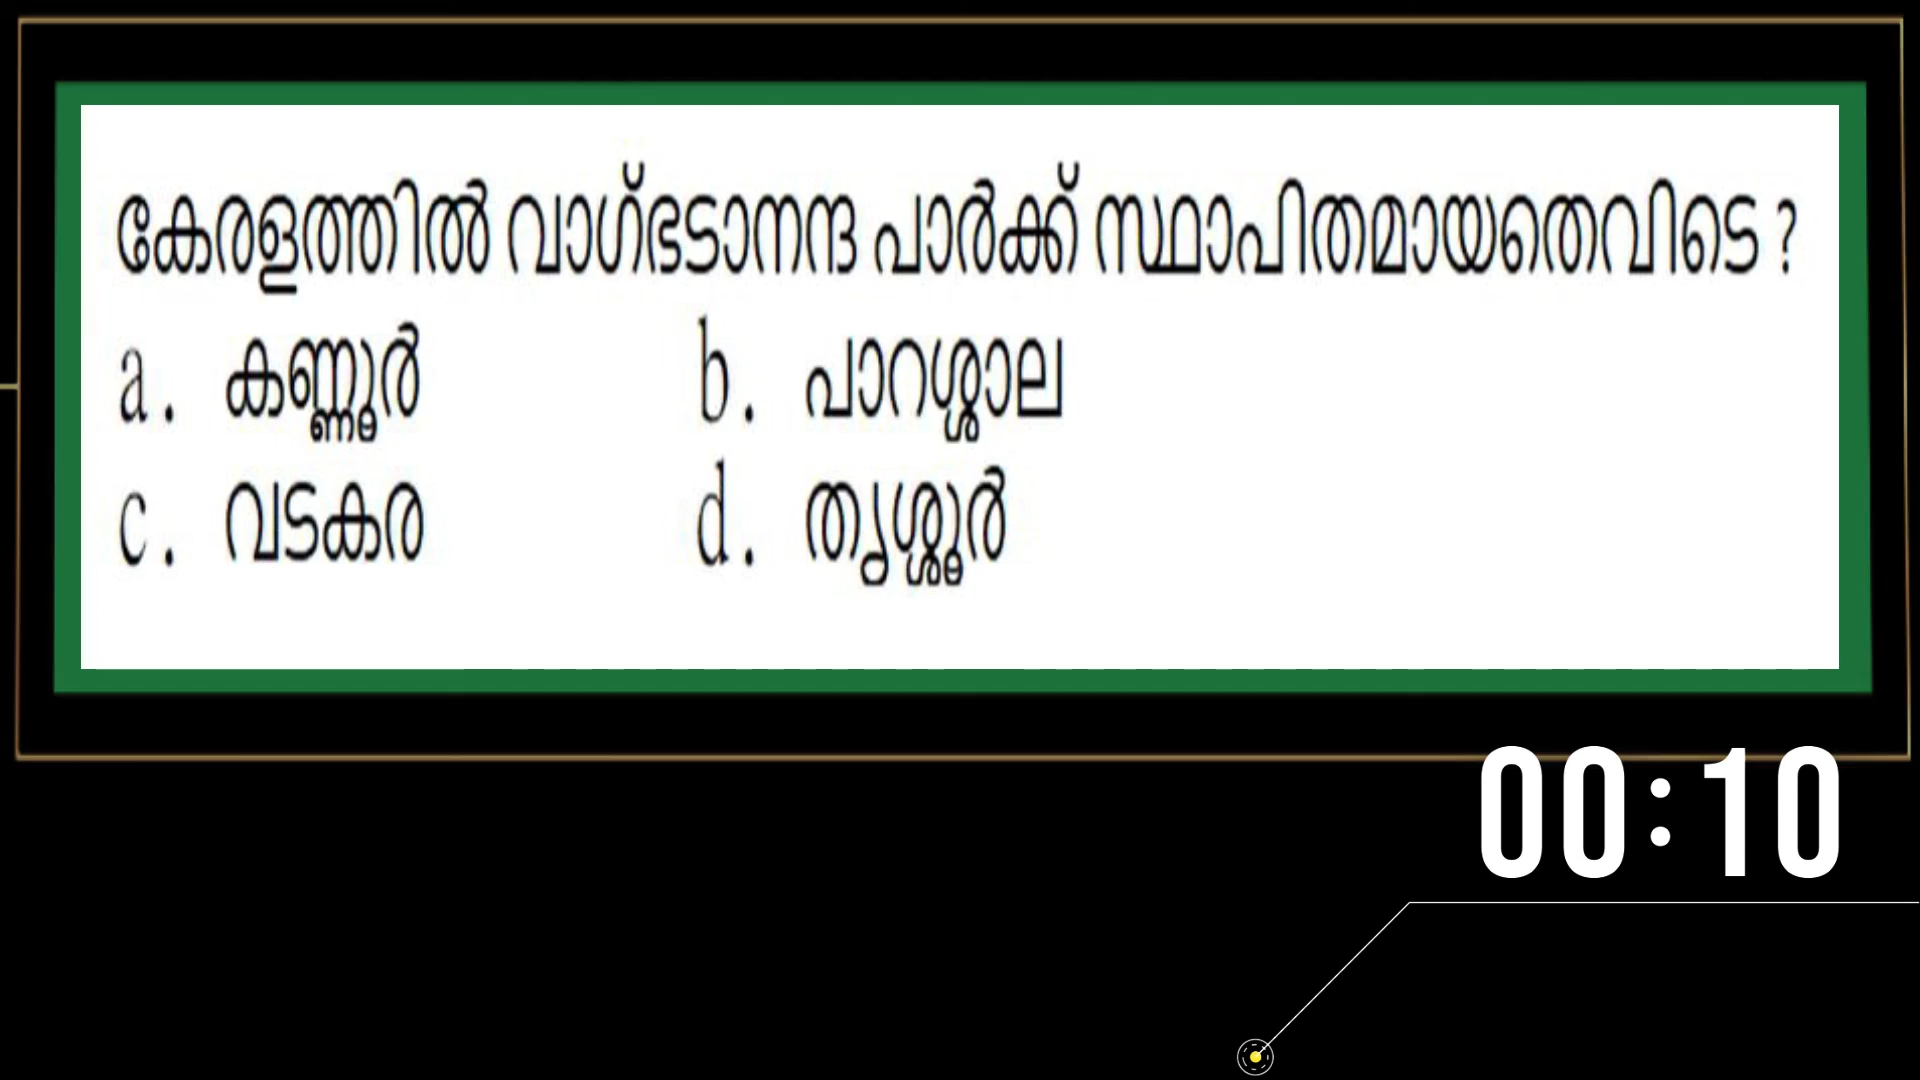 കേരളത്തിൽ വാഗ്ഭടാനന്ദ പാർക്ക് സ്ഥാപിതമായതെവിടെ ?
a. കണ്ണൂർ b. പാറശ്ശാല
c. വടകര d. തൃശ്ശൂർ
00:10